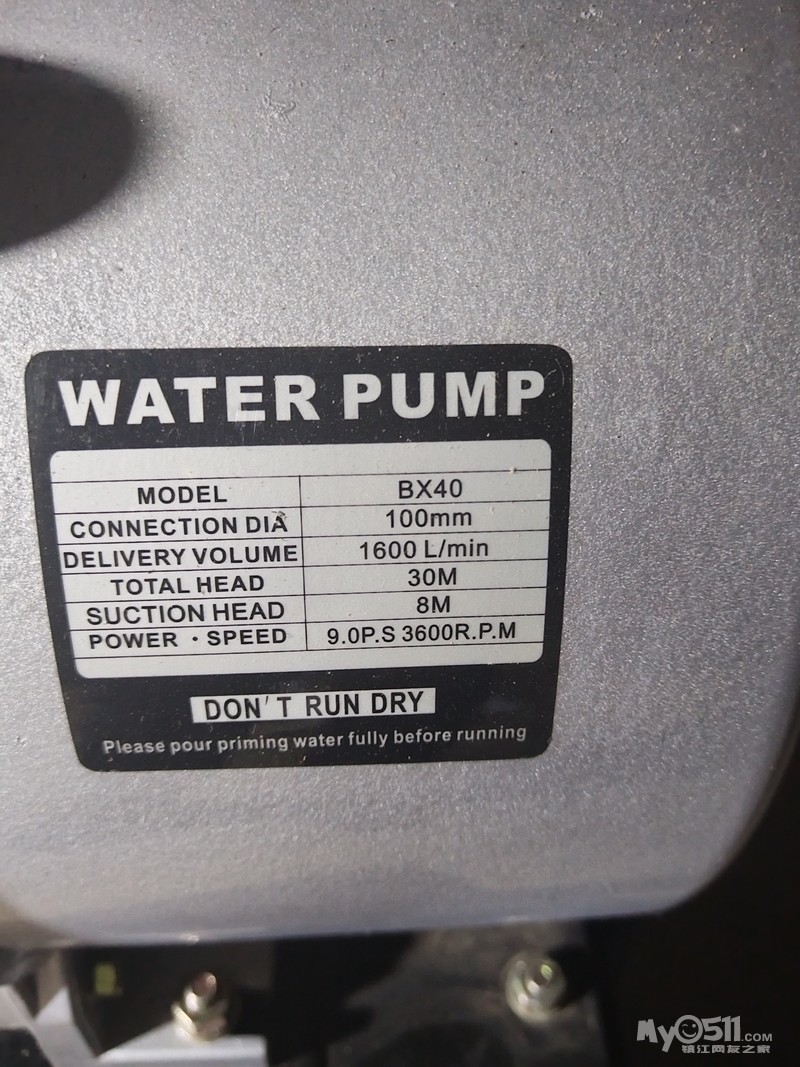 WATER PUMP
MODEL BX40
CONNECTION DIA 100mm
DELIVERY VOLUME 1600 L/min
TOTAL HEAD 30M
SUCTION HEAD 8M
POWER · SPEED 9.0P.S 3600R.P.M
DON'T RUN DRY
Please pour priming water fully before running
My0511.COM
镇江网友之家